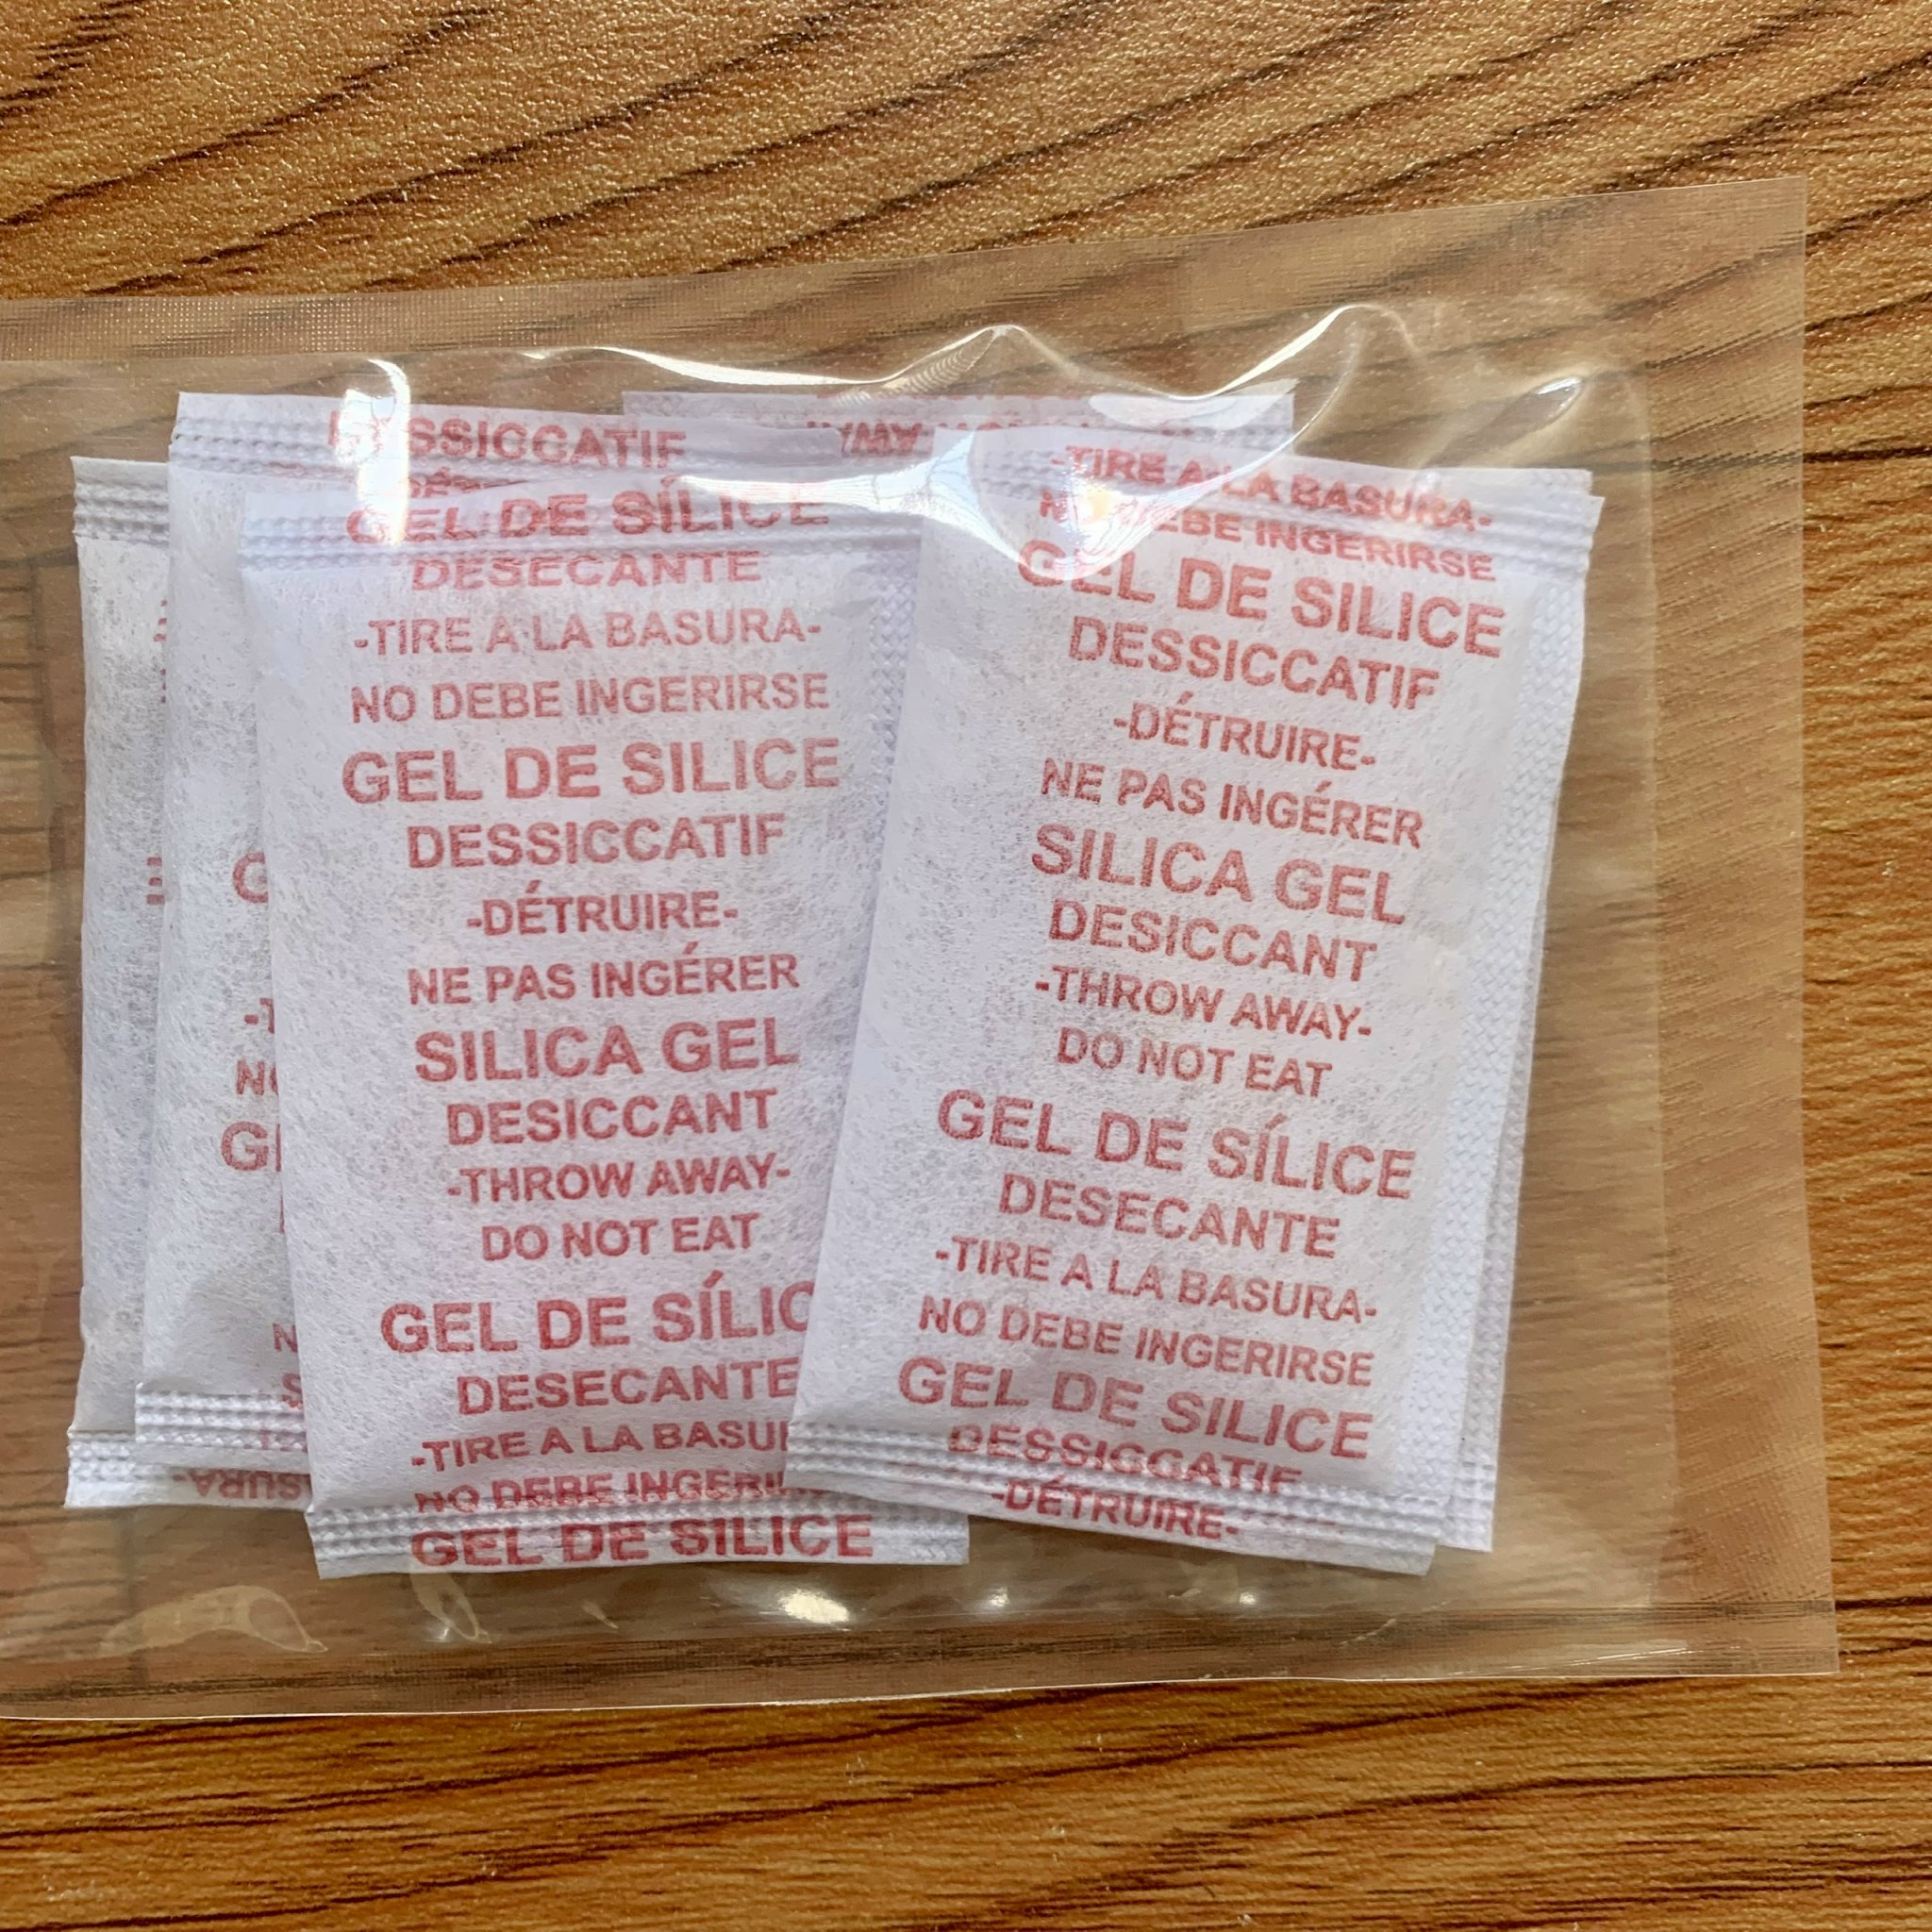 DESSICCATIF
GEL DE SÍLICE
DESECANTE
-TIRE A LA BASURA-
NO DEBE INGERIRSE
GEL DE SILICE
DESSICCATIF
-DÉTRUIRE-
NE PAS INGÉRER
SILICA GEL
DESICCANT
-THROW AWAY-
DO NOT EAT
GEL DE SÍLIC
DESECANTE
-TIRE A LA BASU
NO DEBE INGERI
GEL DE SILICE
-TIRE A LA BASURA-
NO DEBE INGERIRSE
GEL DE SILICE
DESSICCATIF
-DÉTRUIRE-
NE PAS INGÉRER
SILICA GEL
DESICCANT
-THROW AWAY-
DO NOT EAT
GEL DE SÍLICE
DESECANTE
-TIRE A LA BASURA-
NO DEBE INGERIRSE
GEL DE SILICE
DESSICCATIF
-DÉTRUIRE-